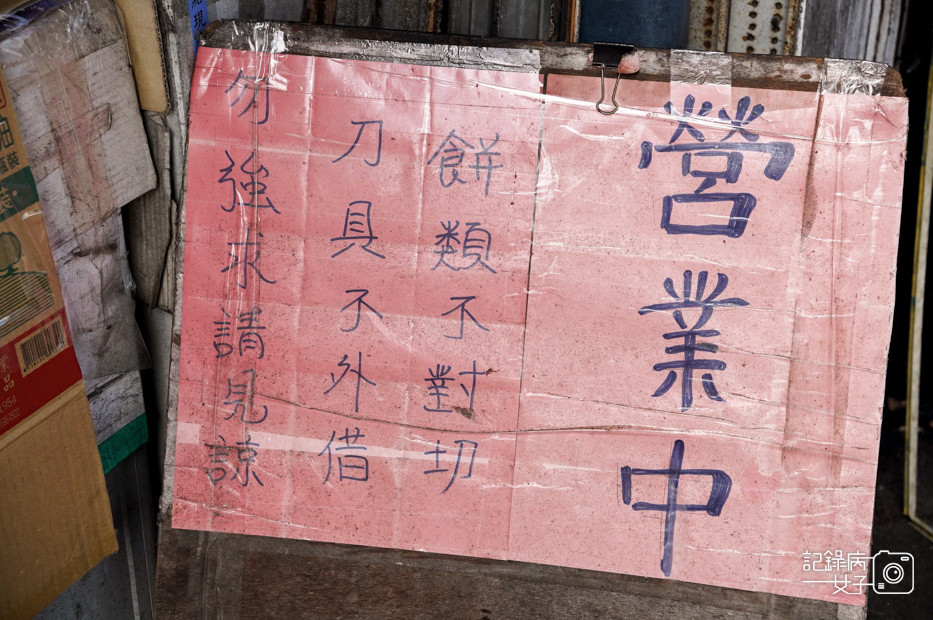 營業中
餅類不對切
刀具不外借
勿強求請見諒
記錄病
女子